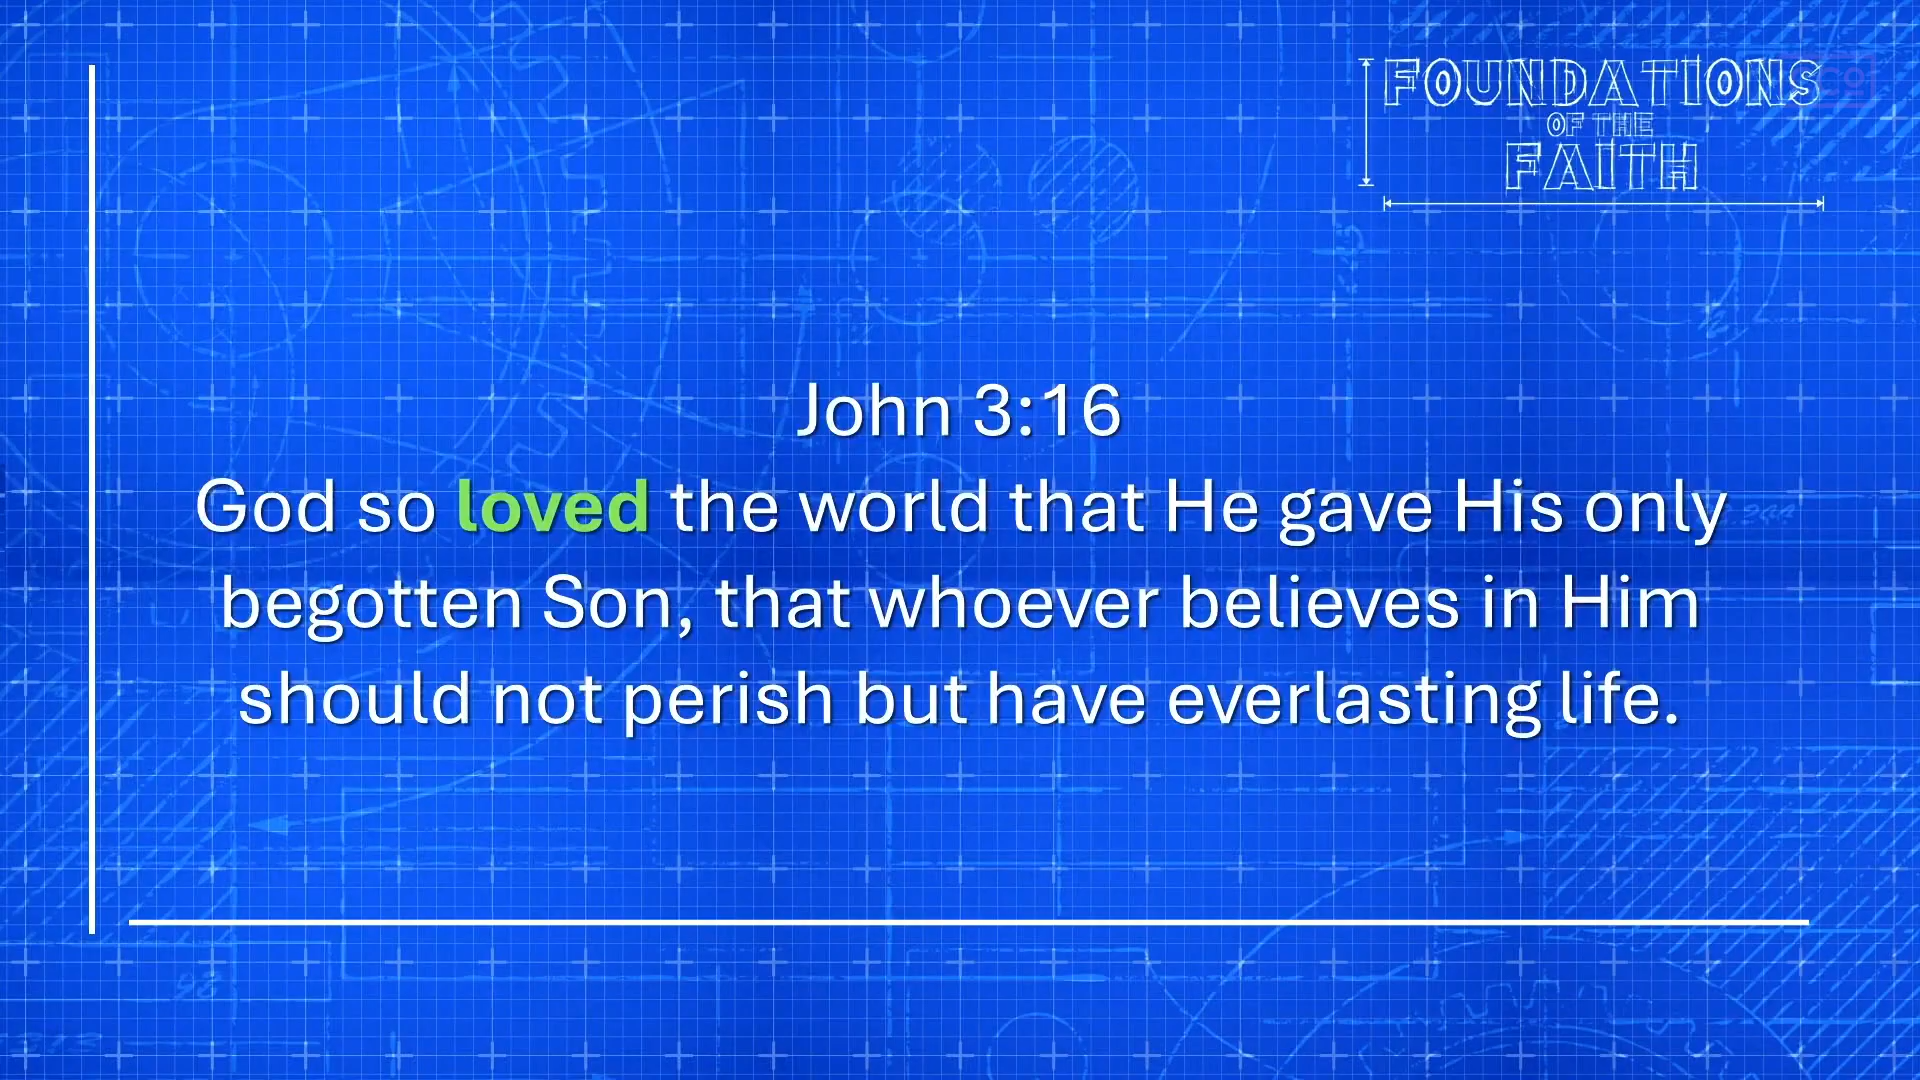 FOUNDATIONS
OF THE
FAITH
John 3:16
God so loved the world that He gave His only
begotten Son, that whoever believes in Him
should not perish but have everlasting life.
98